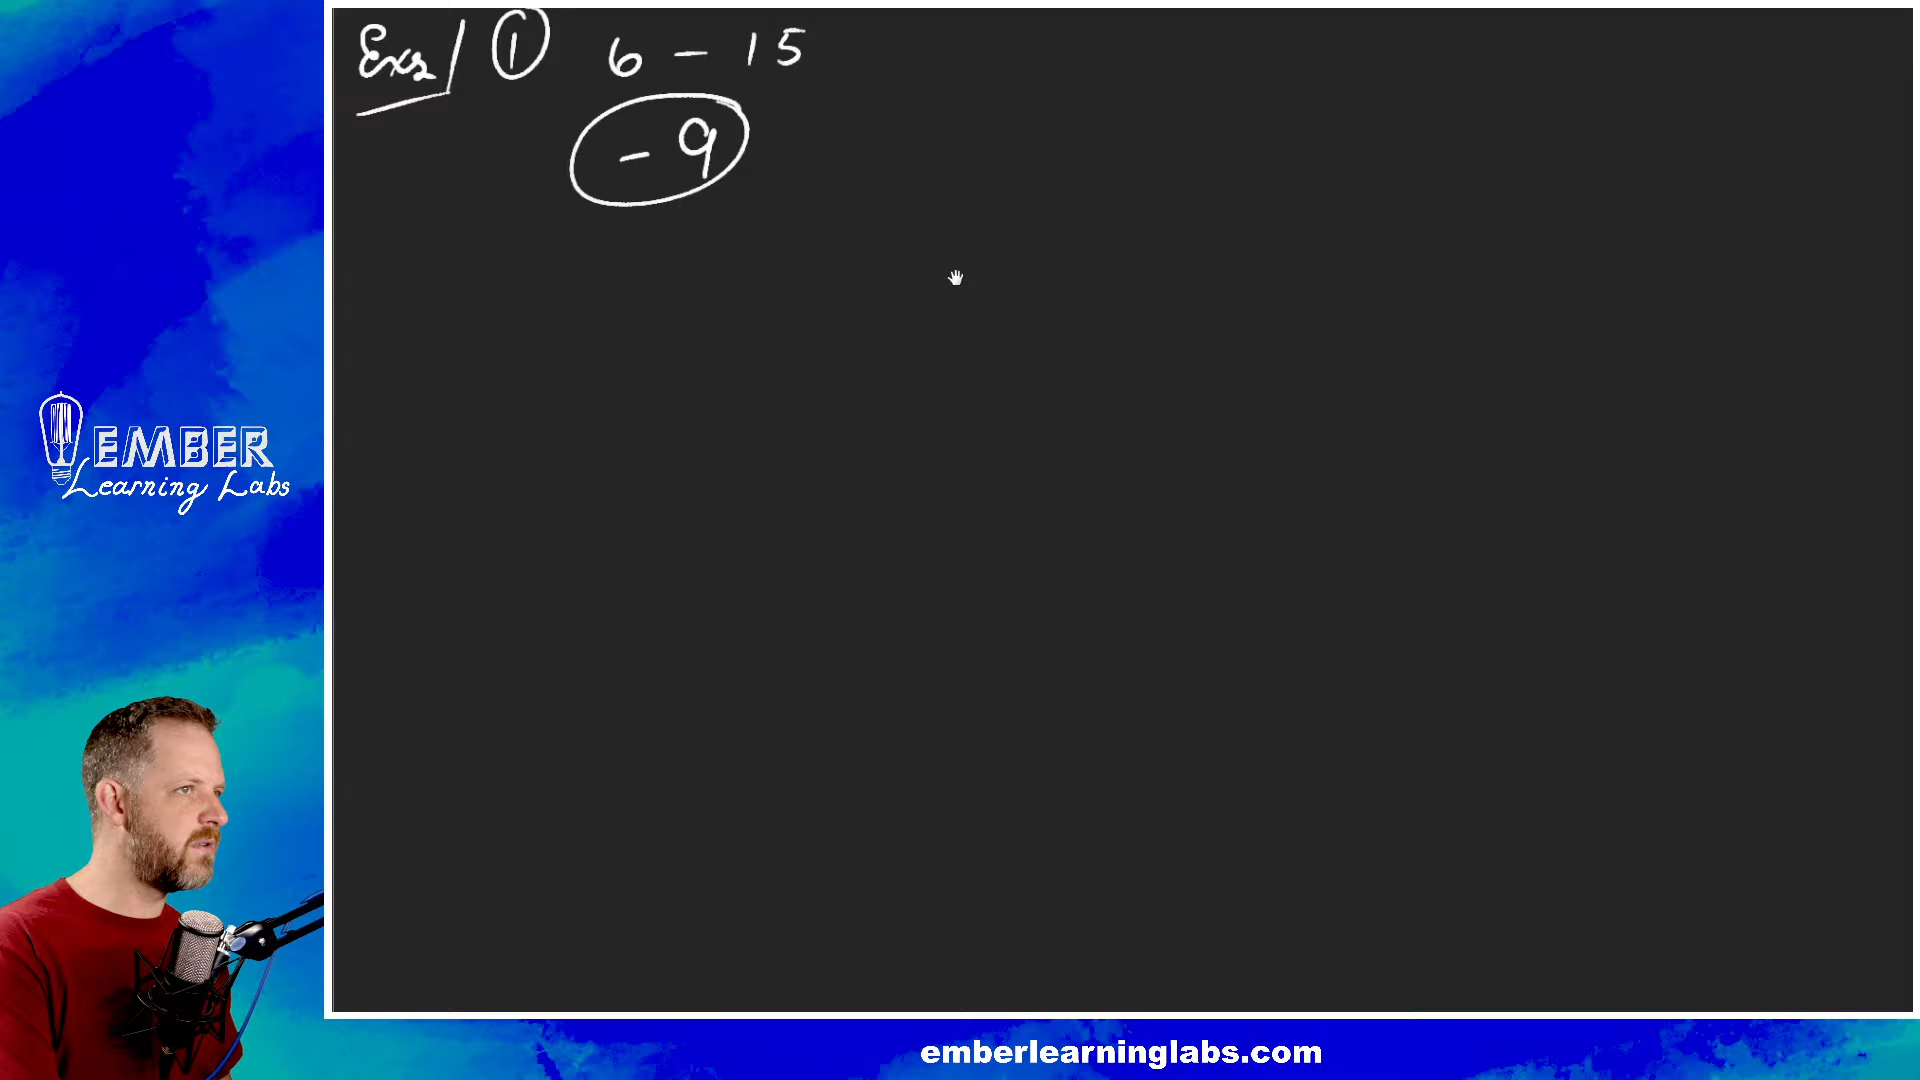 Exs/ ① 6 - 15
- 9
EMBER
Learning Labs
emberlearninglabs.com